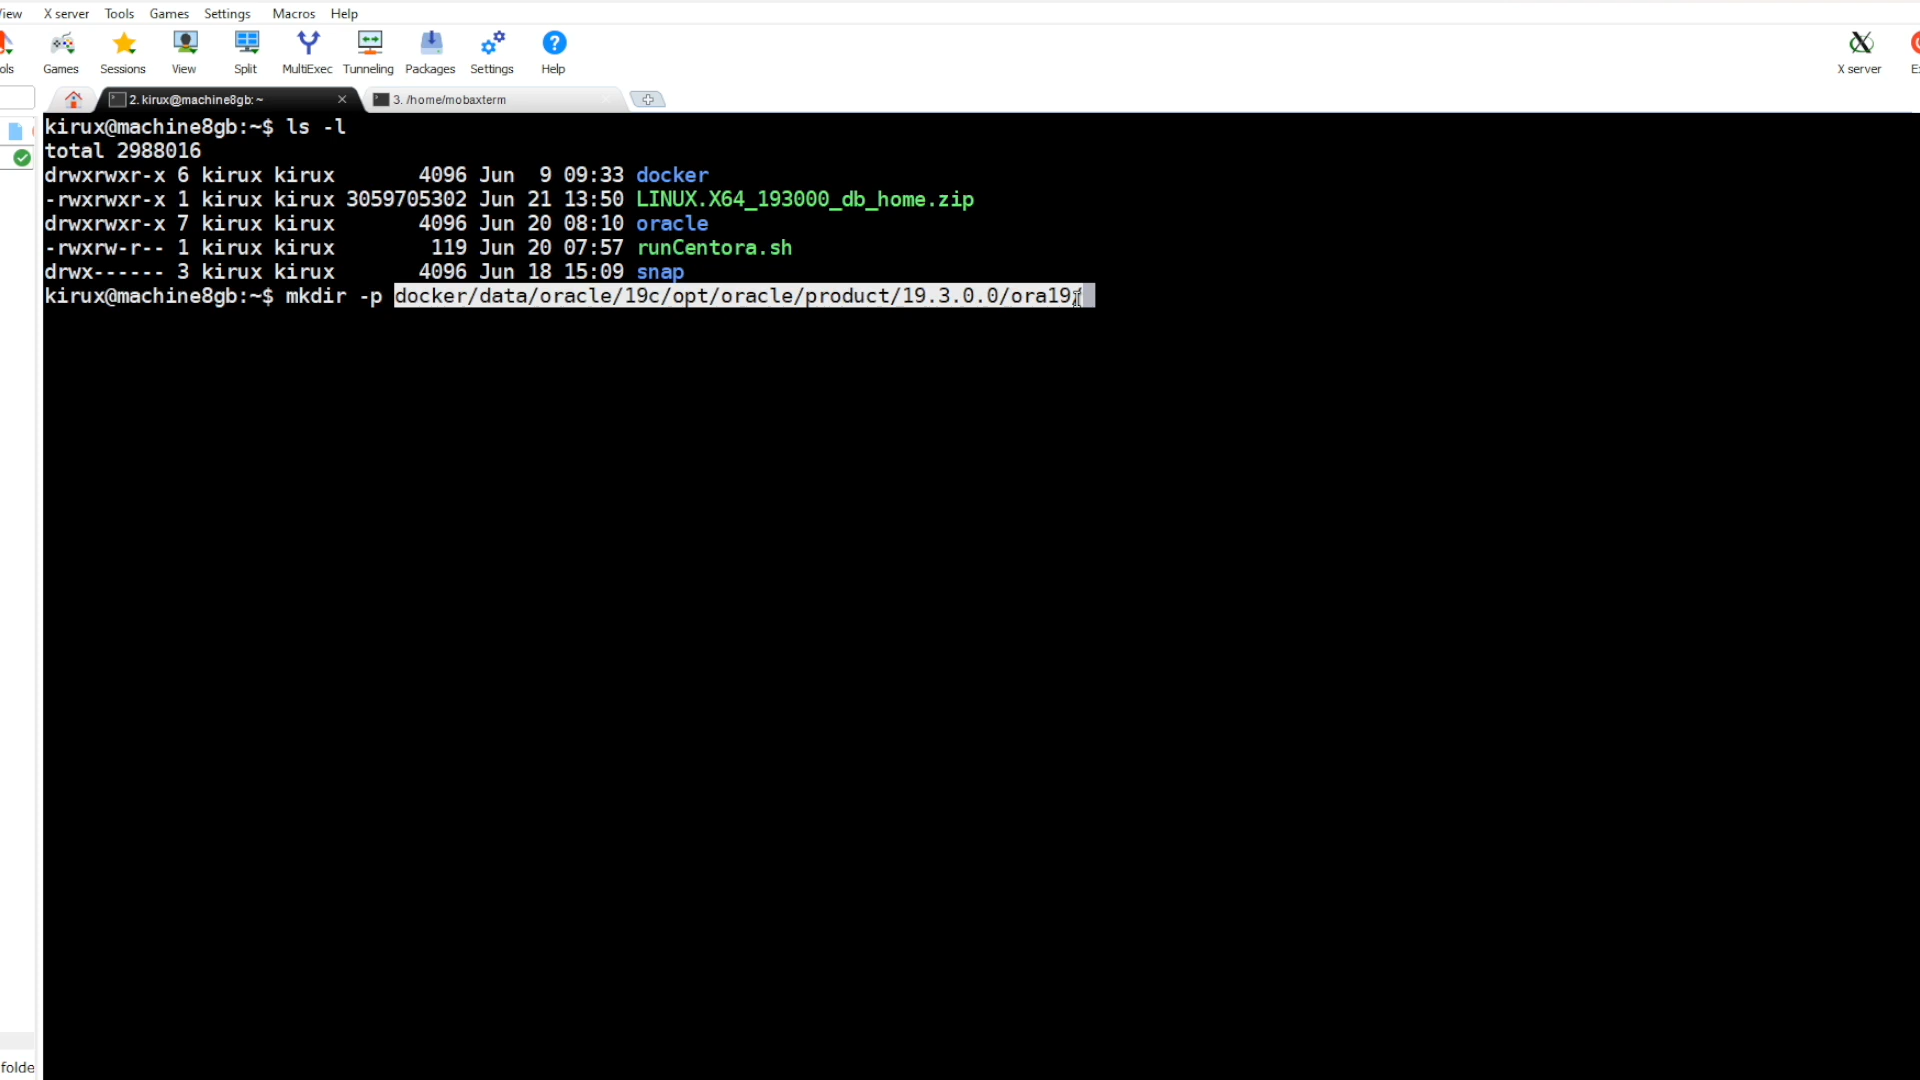 X server Tools Games Settings Macros Help
Games Sessions View Split MultiExec Tunneling Packages Settings Help X server
2. kirux@machine8gb: ~ 3. /home/mobaxterm
kirux@machine8gb:~$ ls -l
total 2988016
drwxrwxr-x 6 kirux kirux 4096 Jun 9 09:33 docker
-rwxrwxr-x 1 kirux kirux 3059705302 Jun 21 13:50 LINUX.X64_193000_db_home.zip
drwxrwxr-x 7 kirux kirux 4096 Jun 20 08:10 oracle
-rwxrw-r-- 1 kirux kirux 119 Jun 20 07:57 runCentora.sh
drwx------ 3 kirux kirux 4096 Jun 18 15:09 snap
kirux@machine8gb:~$ mkdir -p docker/data/oracle/19c/opt/oracle/product/19.3.0.0/ora19/